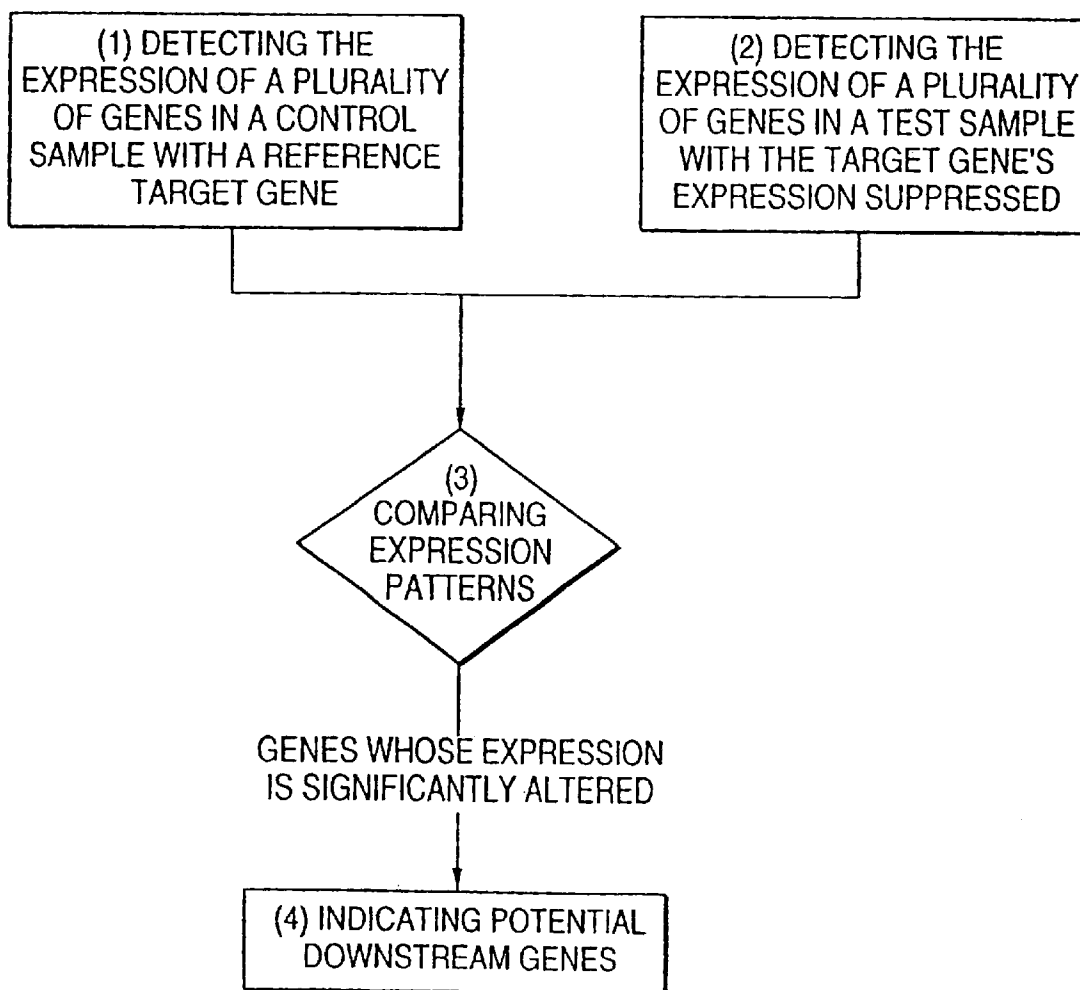 (1) DETECTING THE
EXPRESSION OF A PLURALITY
OF GENES IN A CONTROL
SAMPLE WITH A REFERENCE
TARGET GENE
(2) DETECTING THE
EXPRESSION OF A PLURALITY
OF GENES IN A TEST SAMPLE
WITH THE TARGET GENE'S
EXPRESSION SUPPRESSED
(3)
COMPARING
EXPRESSION
PATTERNS
GENES WHOSE EXPRESSION
IS SIGNIFICANTLY ALTERED
(4) INDICATING POTENTIAL
DOWNSTREAM GENES